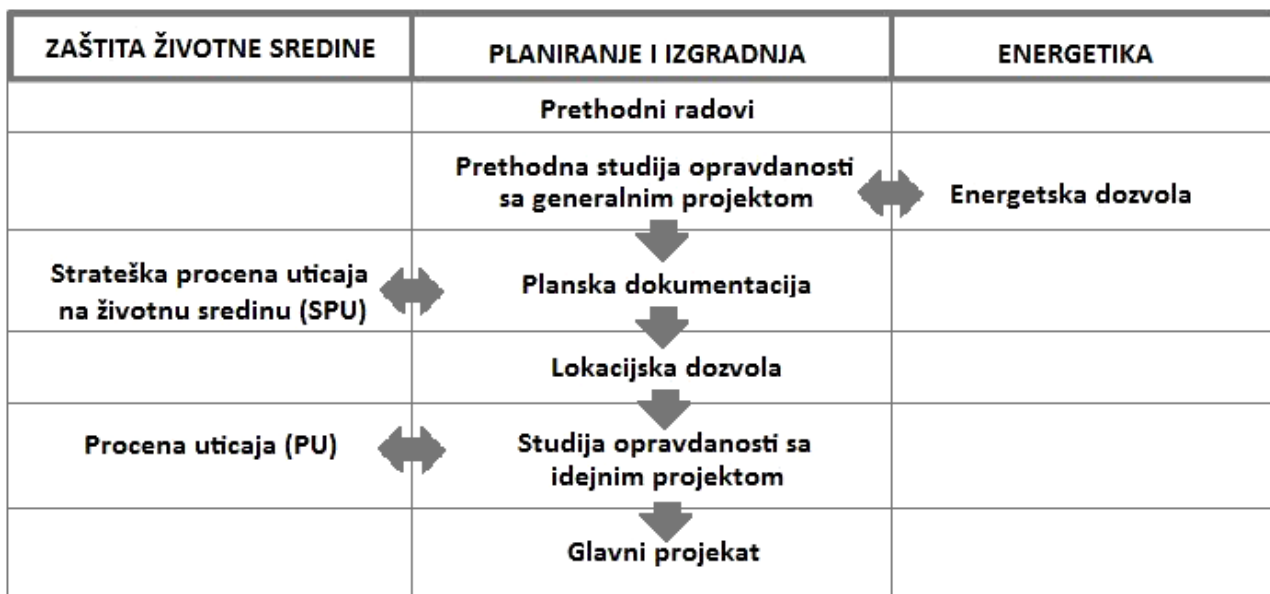 ZAŠTITA ŽIVOTNE SREDINE
PLANIRANJE I IZGRADNJA
ENERGETIKA
Prethodni radovi
Prethodna studija opravdanosti
sa generalnim projektom
Energetska dozvola
Strateška procena uticaja
na životnu sredinu (SPU)
Planska dokumentacija
Lokacijska dozvola
Procena uticaja (PU)
Studija opravdanosti sa
idejnim projektom
Glavni projekat